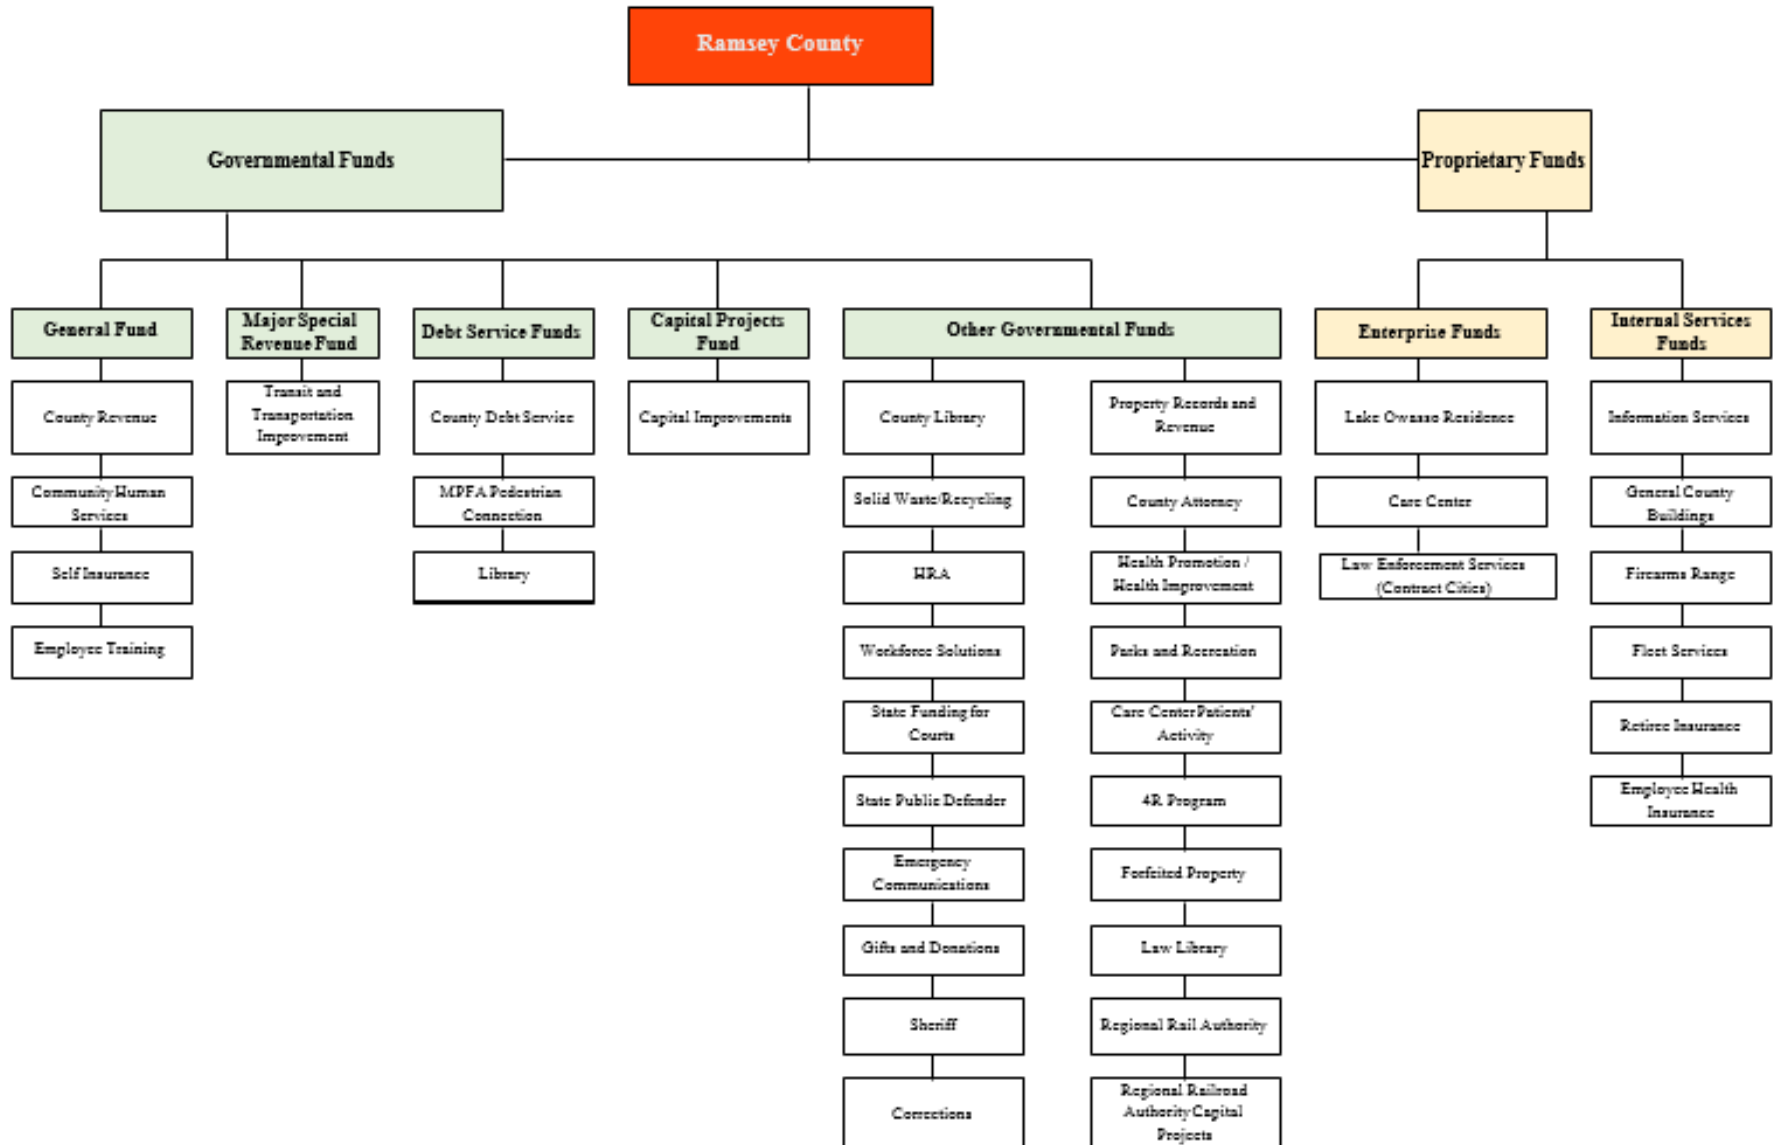 Ramsey County
Governmental Funds
Proprietary Funds
General Fund
Major Special
Revenue Fund
Debt Service Funds
Capital Projects
Fund
Other Governmental Funds
Enterprise Funds
Internal Services
Funds
County Revenue
Community Human
Services
Self Insurance
Employee Training
Transit and
Transportation
Improvement
County Debt Service
MPFA Pedestrian
Connection
Library
Capital Improvements
County Library
Solid Waste/Recycling
HRA
Workforce Solutions
State Funding for
Courts
State Public Defender
Emergency
Communications
Gifts and Donations
Sheriff
Corrections
Property Records and
Revenue
County Attorney
Health Promotion /
Health Improvement
Parks and Recreation
Care Center Patients'
Activity
4R Program
Forfeited Property
Law Library
Regional Rail Authority
Regional Railroad
Authority Capital
Projects
Lake Owasso Residence
Care Center
Law Enforcement Services
(Contract Cities)
Information Services
General County
Buildings
Firearms Range
Fleet Services
Retiree Insurance
Employee Health
Insurance